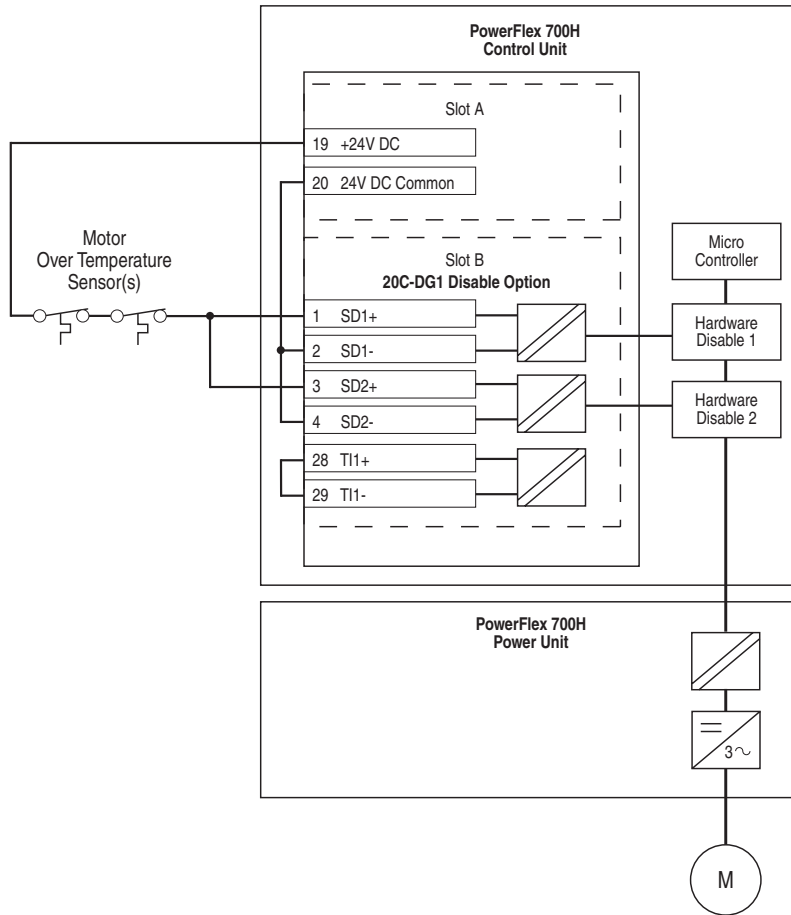 PowerFlex 700H
Control Unit
Slot A
19 +24V DC
20 24V DC Common
Motor
Over Temperature
Sensor(s)
Slot B
20C-DG1 Disable Option
1 SD1+
2 SD1-
3 SD2+
4 SD2-
28 TI1+
29 TI1-
Micro
Controller
Hardware
Disable 1
Hardware
Disable 2
PowerFlex 700H
Power Unit
3
M